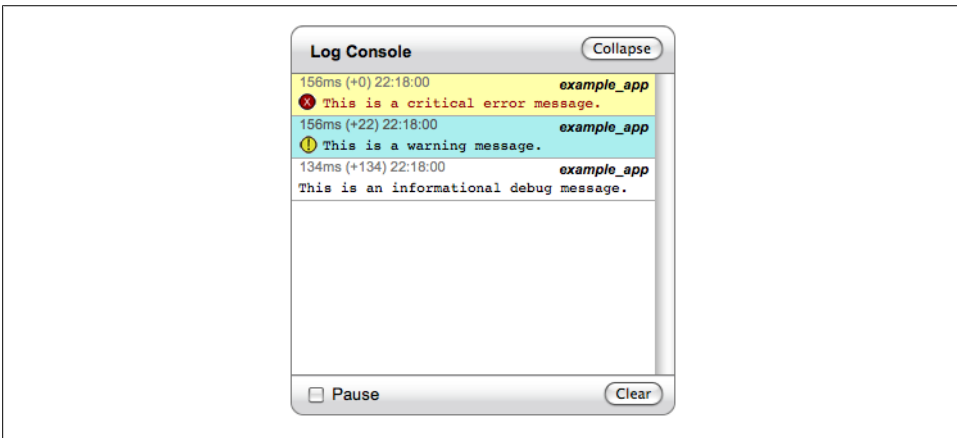 Log Console Collapse
156ms (+0) 22:18:00 example_app
This is a critical error message.
156ms (+22) 22:18:00 example_app
This is a warning message.
134ms (+134) 22:18:00 example_app
This is an informational debug message.
Pause Clear